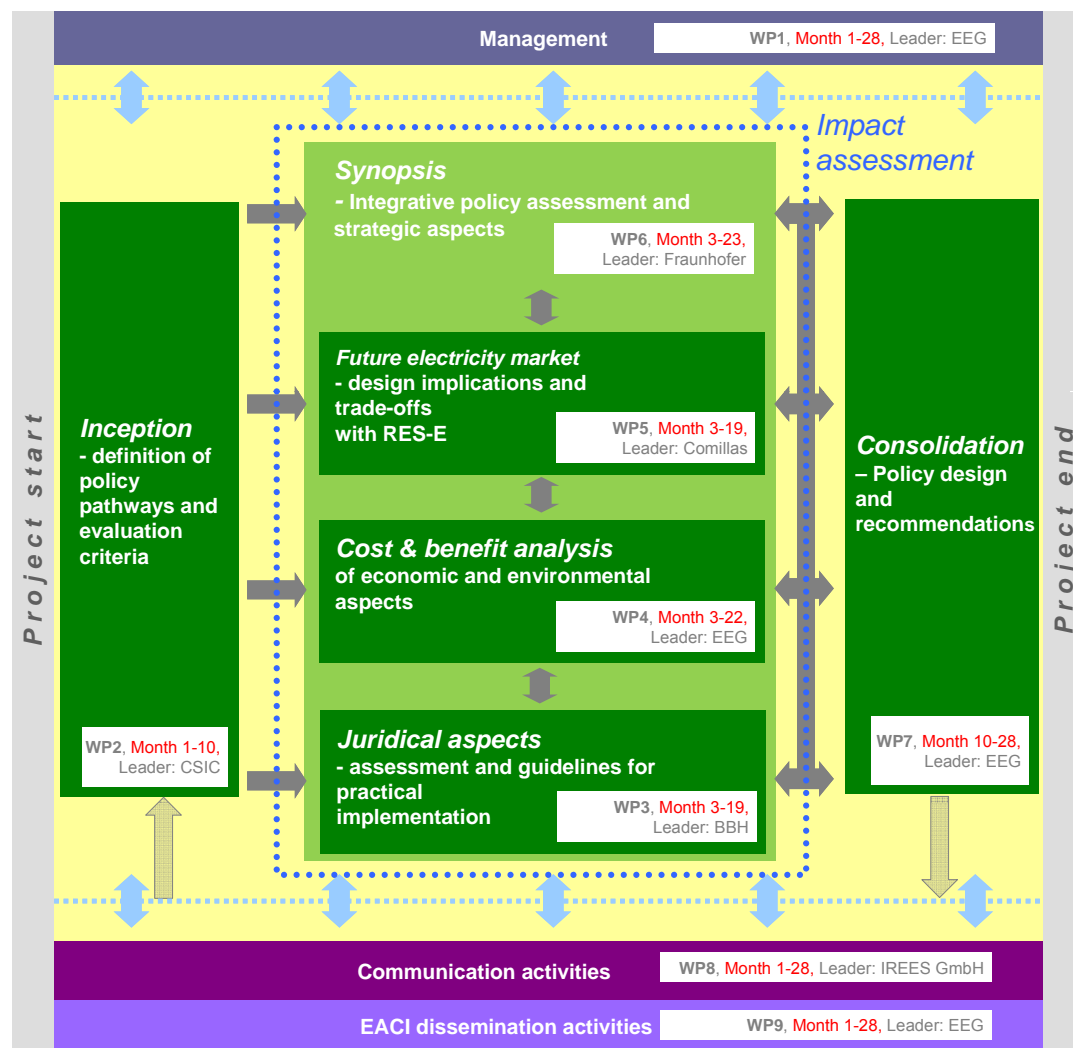 Management
WP1, Month 1-28, Leader: EEG
Impact
assessment
Project start
Inception
- definition of
policy
pathways and
evaluation
criteria
WP2, Month 1-10,
Leader: CSIC
Synopsis
- Integrative policy assessment and
strategic aspects
WP6, Month 3-23,
Leader: Fraunhofer
Future electricity market
- design implications and
trade-offs
with RES-E
WP5, Month 3-19,
Leader: Comillas
Cost & benefit analysis
of economic and environmental
aspects
WP4, Month 3-22,
Leader: EEG
Juridical aspects
- assessment and guidelines for
practical
implementation
WP3, Month 3-19,
Leader: BBH
Consolidation
– Policy design
and
recommendations
WP7, Month 10-28,
Leader: EEG
Project end
Communication activities
WP8, Month 1-28, Leader: IREES GmbH
EACI dissemination activities
WP9, Month 1-28, Leader: EEG